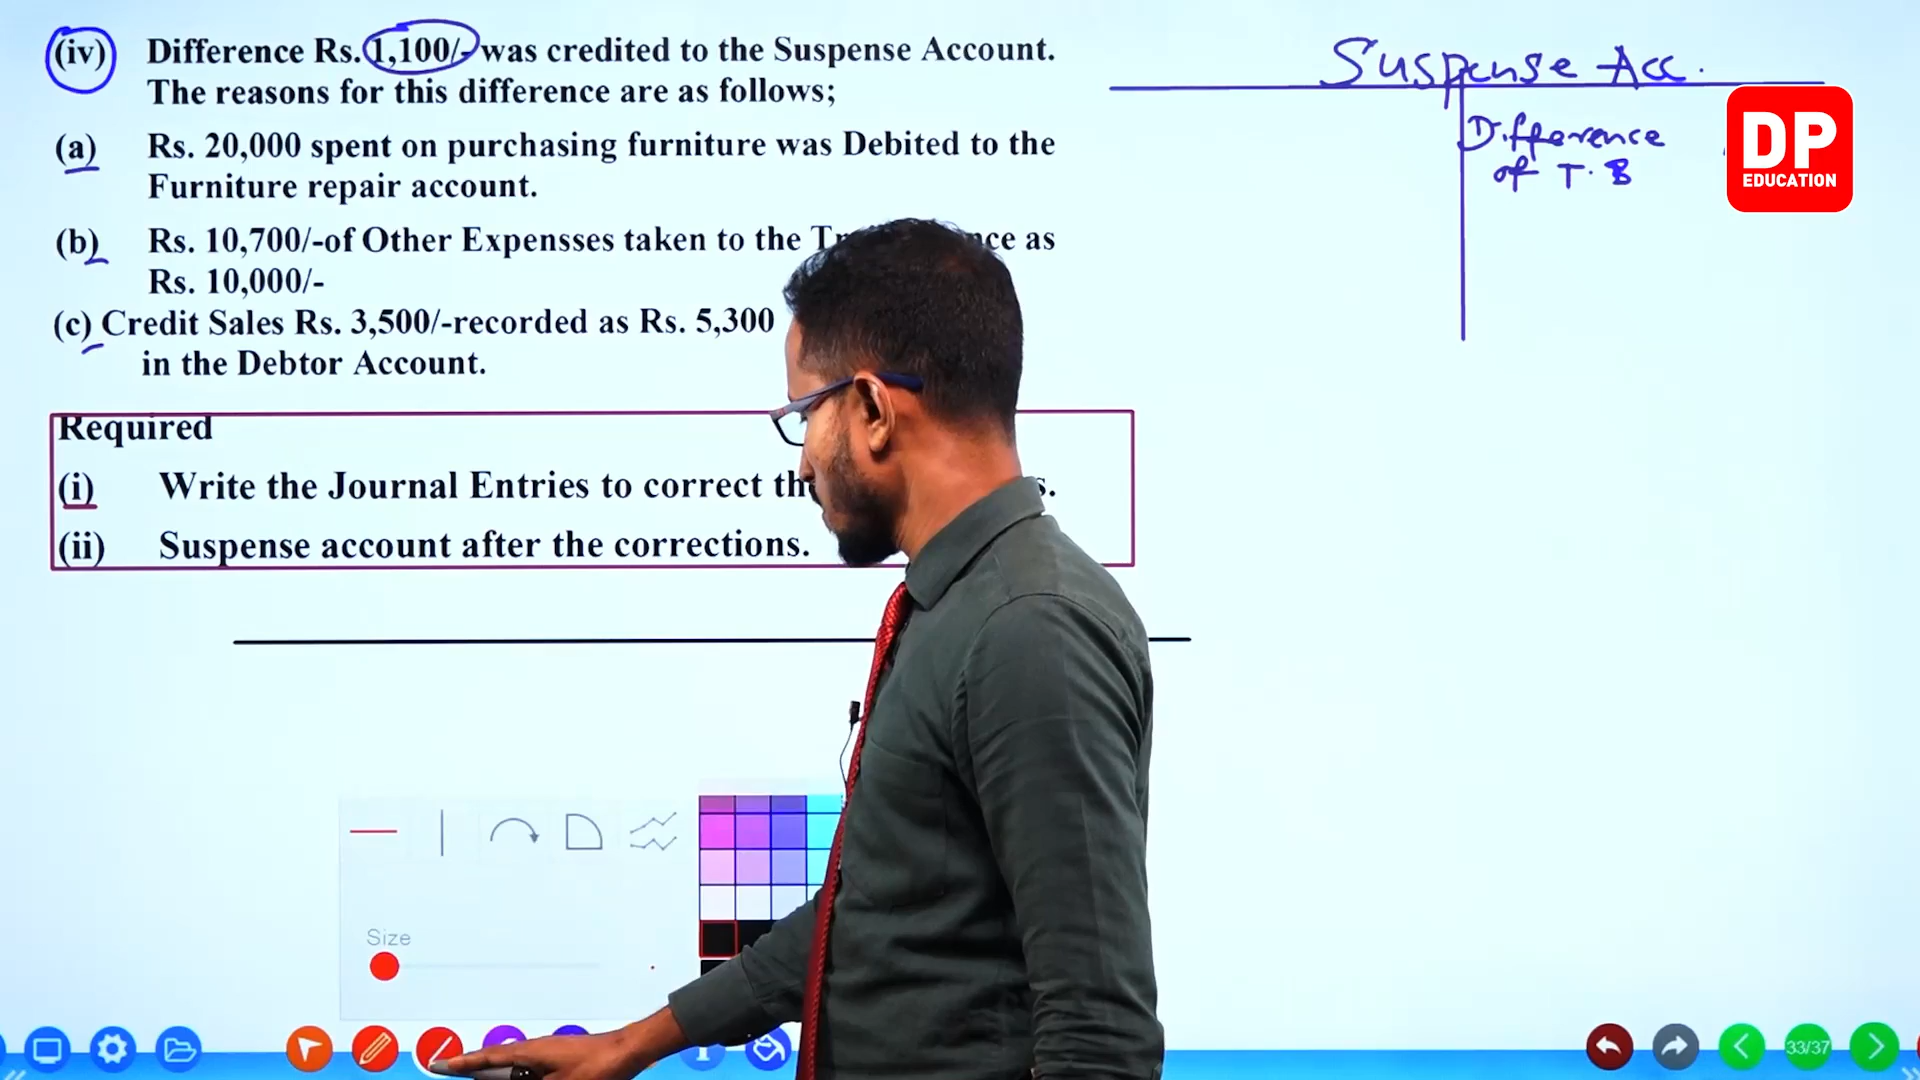 (iv) Difference Rs. 1,100/- was credited to the Suspense Account.
The reasons for this difference are as follows;
(a) Rs. 20,000 spent on purchasing furniture was Debited to the
Furniture repair account.
(b) Rs. 10,700/-of Other Expensses taken to the as
Rs. 10,000/-
(c) Credit Sales Rs. 3,500/-recorded as Rs. 5,300
in the Debtor Account.
Required
(i) Write the Journal Entries to correct
(ii) Suspense account after the corrections.
Suspense Acc.
Difference
of T.B
DP
EDUCATION
Size
33/37